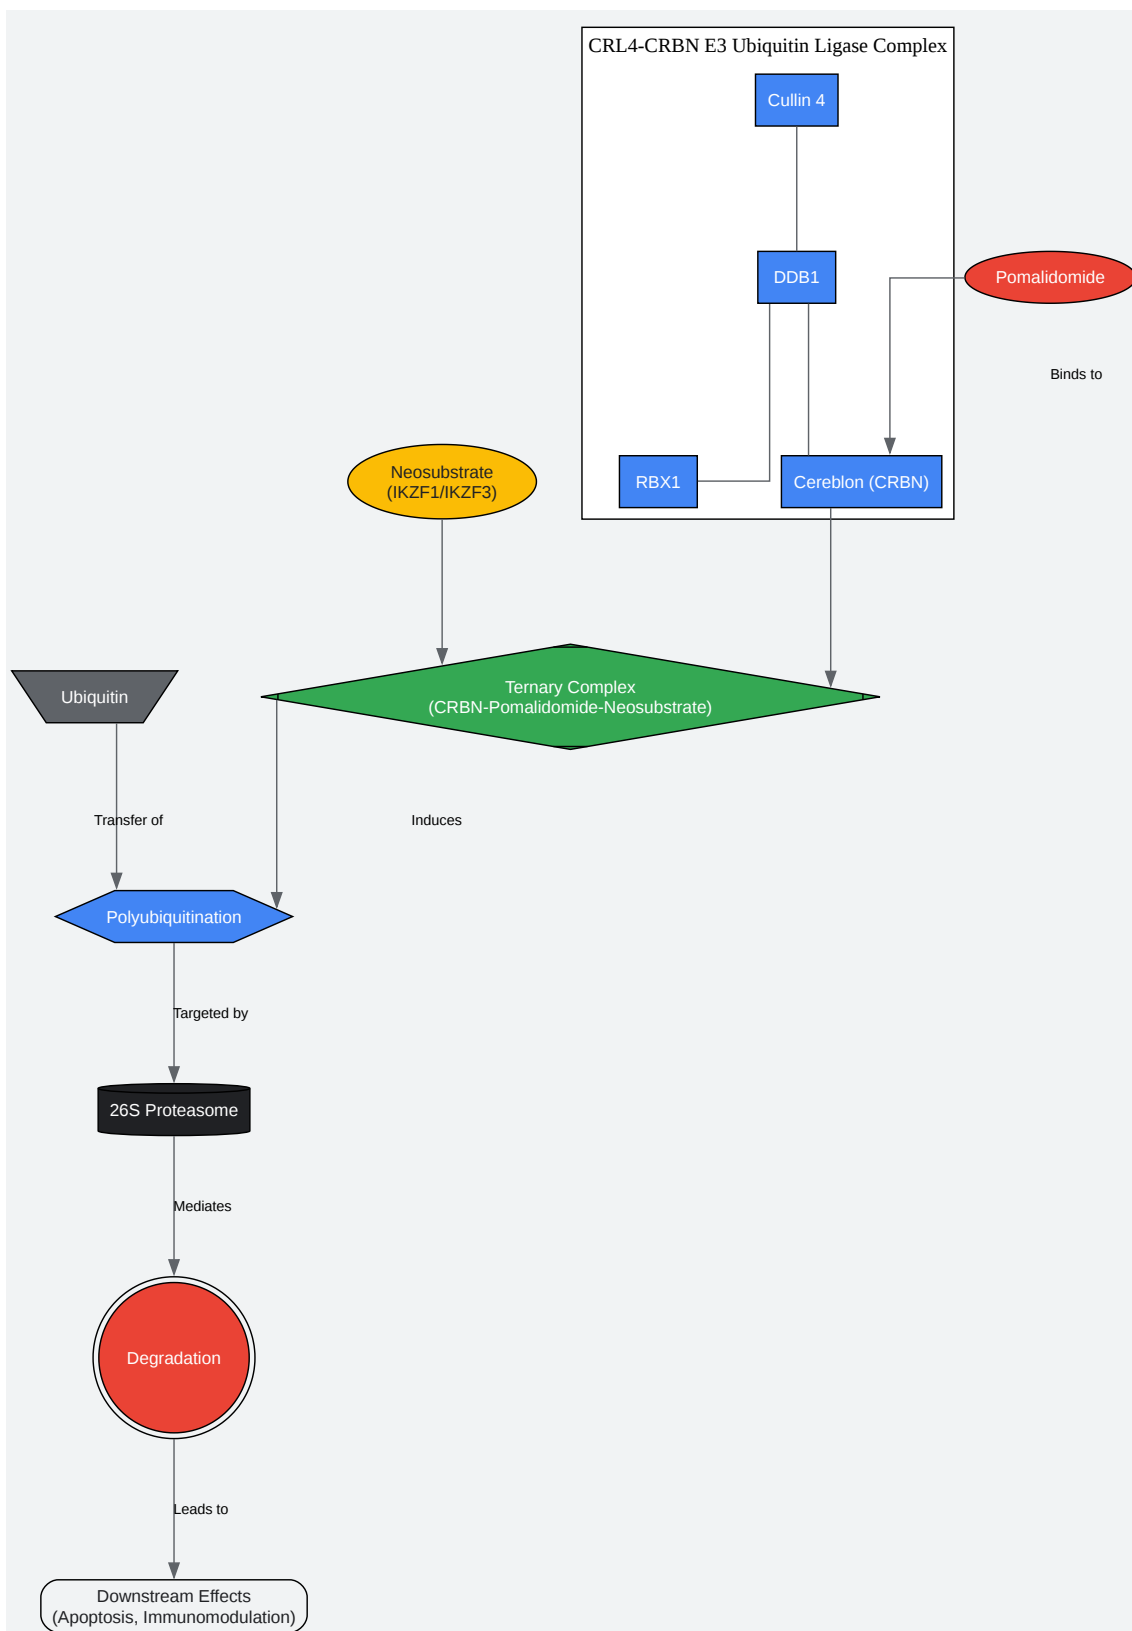 CRL4-CRBN E3 Ubiquitin Ligase Complex
Cullin 4
DDB1
Pomalidomide
Binds to
Neosubstrate
(IKZF1/IKZF3)
RBX1
Cereblon (CRBN)
Ubiquitin
Ternary Complex
(CRBN-Pomalidomide-Neosubstrate)
Transfer of
Induces
Polyubiquitination
Targeted by
26S Proteasome
Mediates
Degradation
Leads to
Downstream Effects
(Apoptosis, Immunomodulation)